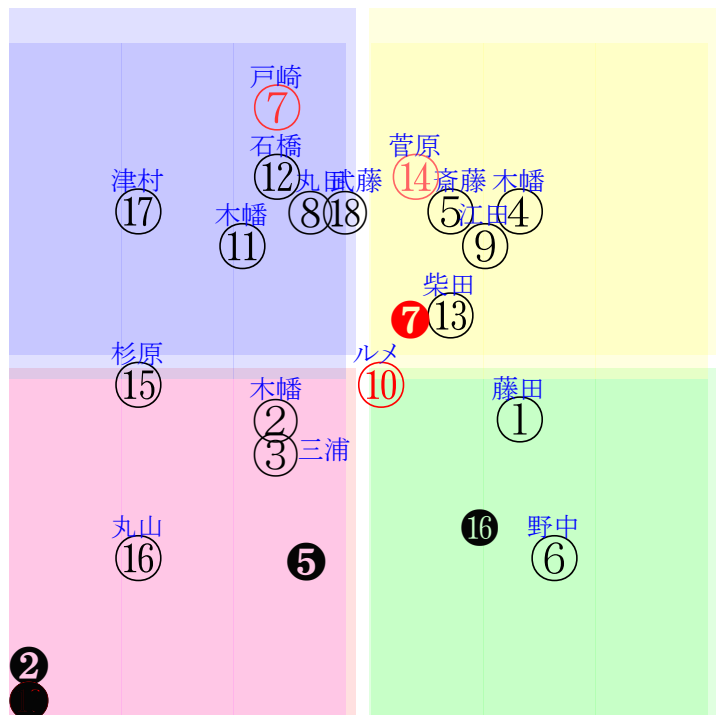 戸崎
⑦
石橋 菅原
⑫ ⑭
津村 丸田 武藤 斎藤 木幡
⑰ ⑧ ⑱ ⑤ ④
木幡 江田
⑪ ⑨
柴田
❼ ⑬
杉原 ルメ
⑮ ⑩
木幡 藤田
② ①
③ 三浦
丸山 ⓰ 野中
⑯ ❺ ⑥
❷